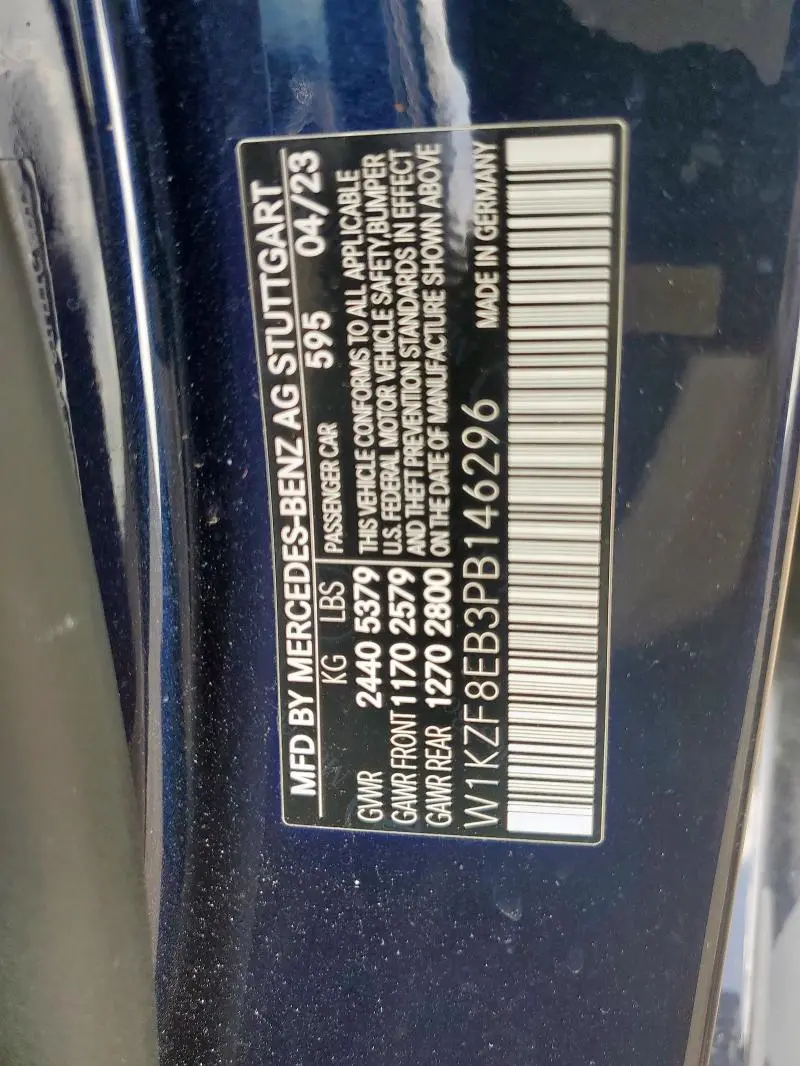 MFD BY MERCEDES-BENZ AG STUTTGART
KG LBS PASSENGER CAR 595 04/23
GVWR 2440 5379 THIS VEHICLE CONFORMS TO ALL APPLICABLE
GAWR FRONT 1170 2579 U.S. FEDERAL MOTOR VEHICLE SAFETY,BUMPER
AND THEFT PREVENTION STANDARDS IN EFFECT
GAWR REAR 1270 2800 ON THE DATE OF MANUFACTURE SHOWN ABOVE
W1KZF8EB3PB146296 MADE IN GERMANY